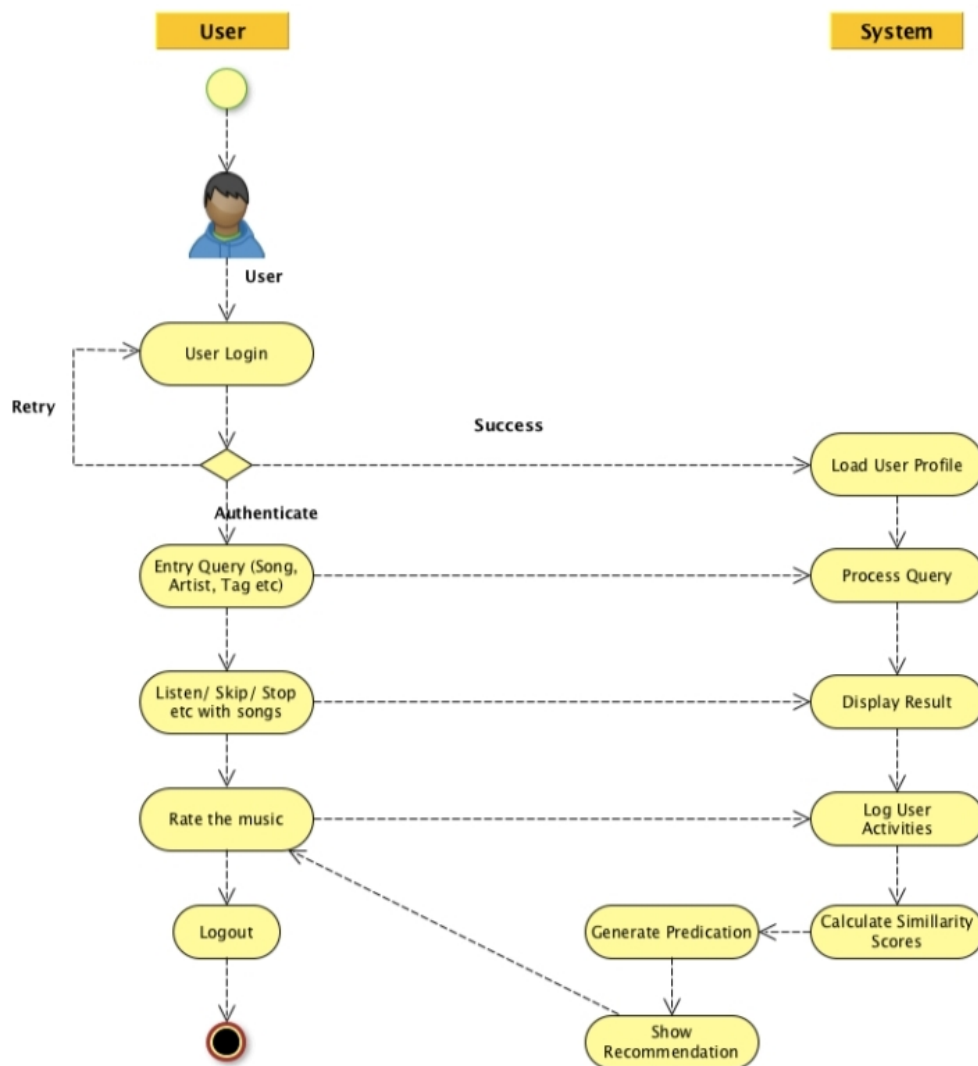 User
System
User
User Login
Retry
Success
Load User Profile
Authenticate
Entry Query (Song,
Artist, Tag etc)
Process Query
Listen/ Skip/ Stop
etc with songs
Display Result
Rate the music
Log User
Activities
Logout
Generate Predication
Calculate Simillarity
Scores
Show
Recommendation